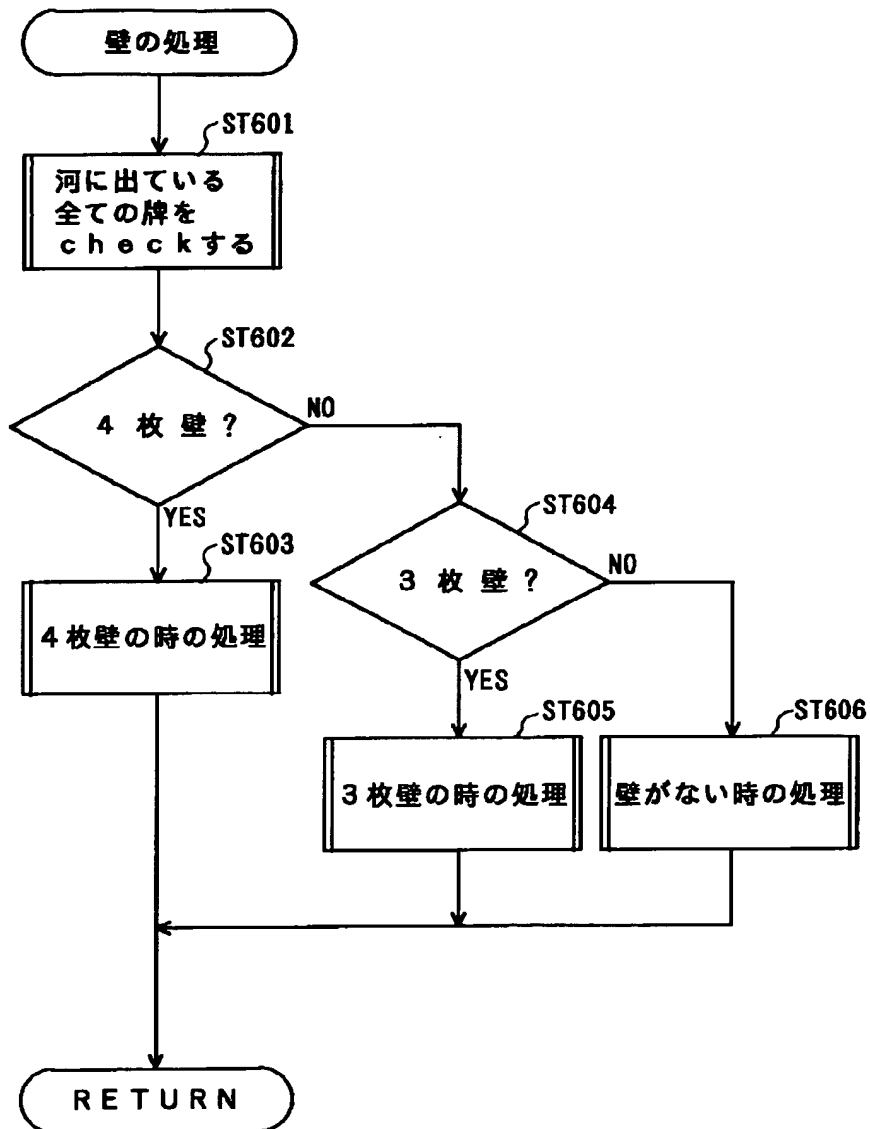 壁の処理
ST601
河に出ている
全ての牌を
checkする
ST602
4枚壁?
NO
YES
ST603
4枚壁の時の処理
ST604
3枚壁?
NO
YES
ST605
3枚壁の時の処理
ST606
壁がない時の処理
RETURN